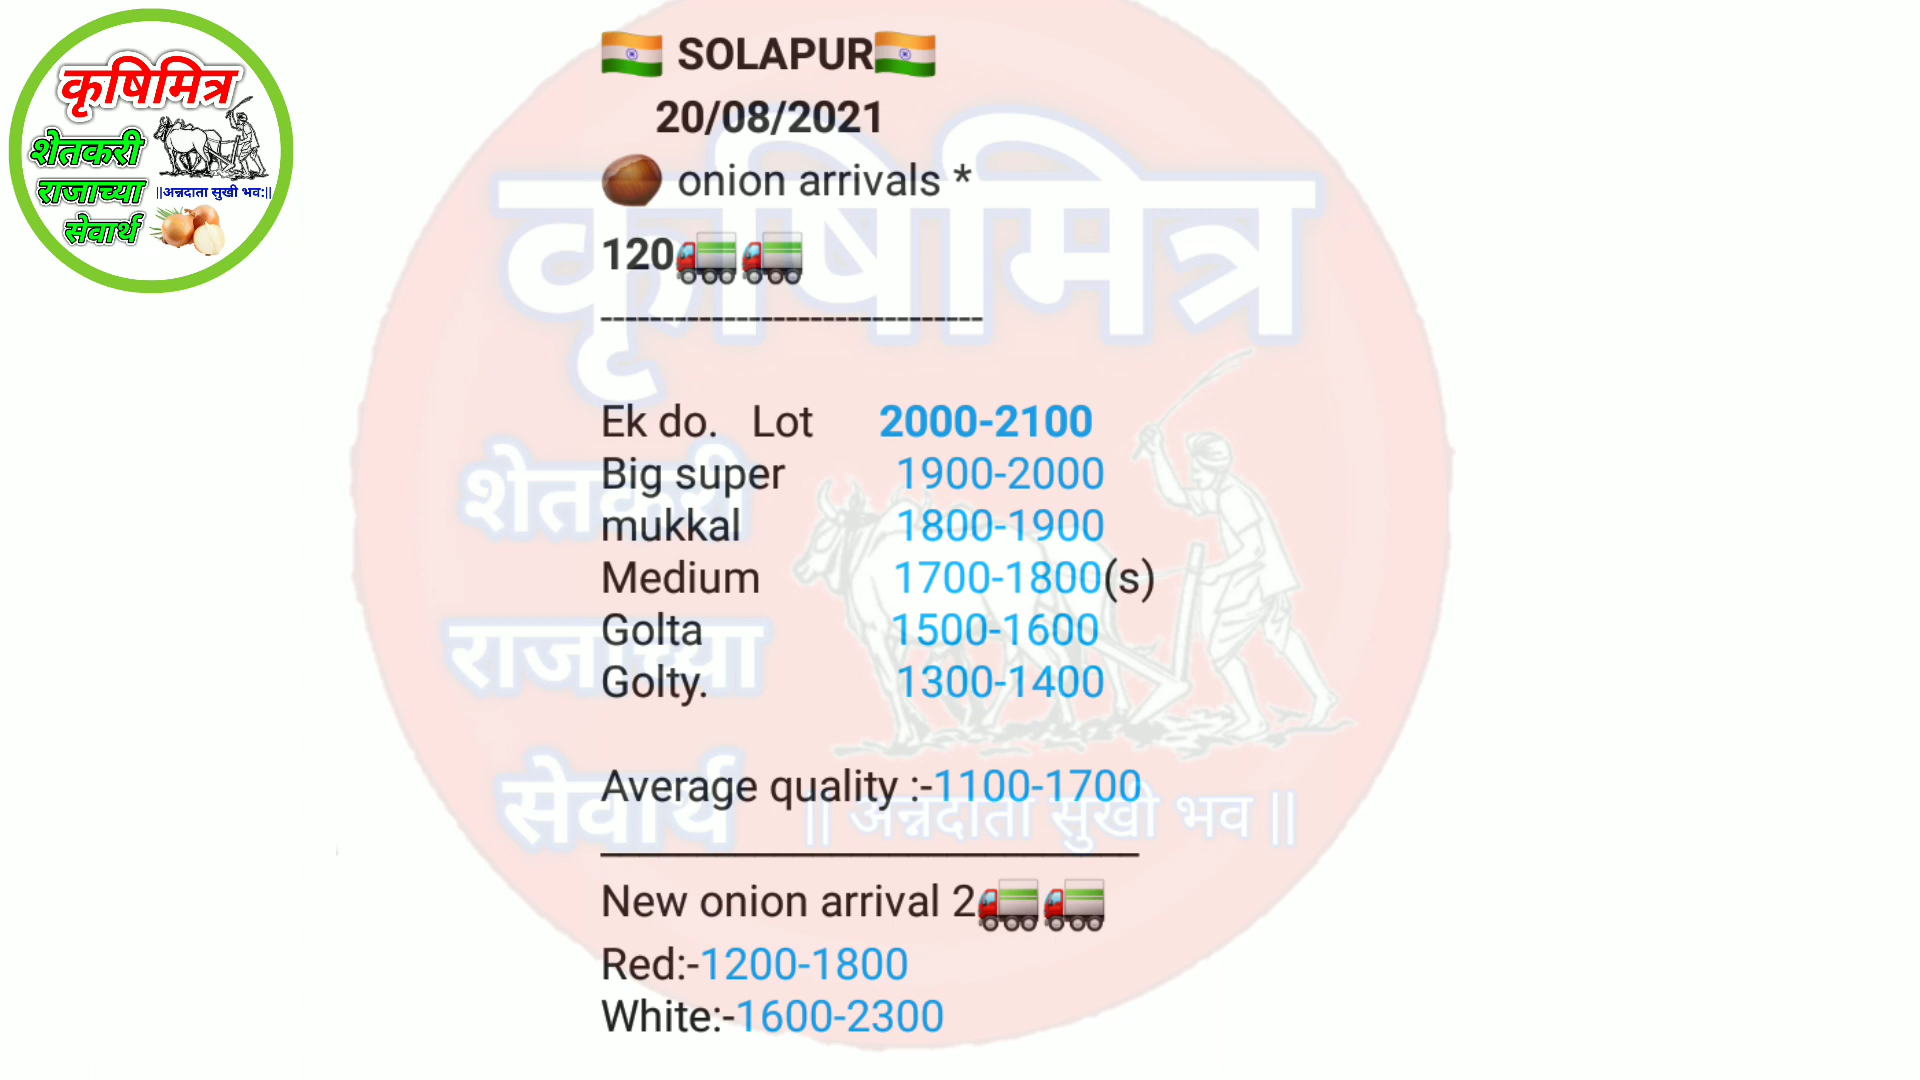 कृषिमित्र
शेतकरी
राजाच्या
सेवार्थ
||अन्नदाता सुखी भव:||
🇮🇳 SOLAPUR🇮🇳
20/08/2021
🌰 onion arrivals *
120🚛🚛
-------------------------------
Ek do. Lot 2000-2100
Big super 1900-2000
mukkal 1800-1900
Medium 1700-1800(s)
Golta 1500-1600
Golty. 1300-1400
Average quality :-1100-1700
New onion arrival 2🚛🚛
Red:-1200-1800
White:-1600-2300
कृषिमित्र
शेतकरी
राजाच्या
सेवार्थ
|| अन्नदाता सुखी भव ||